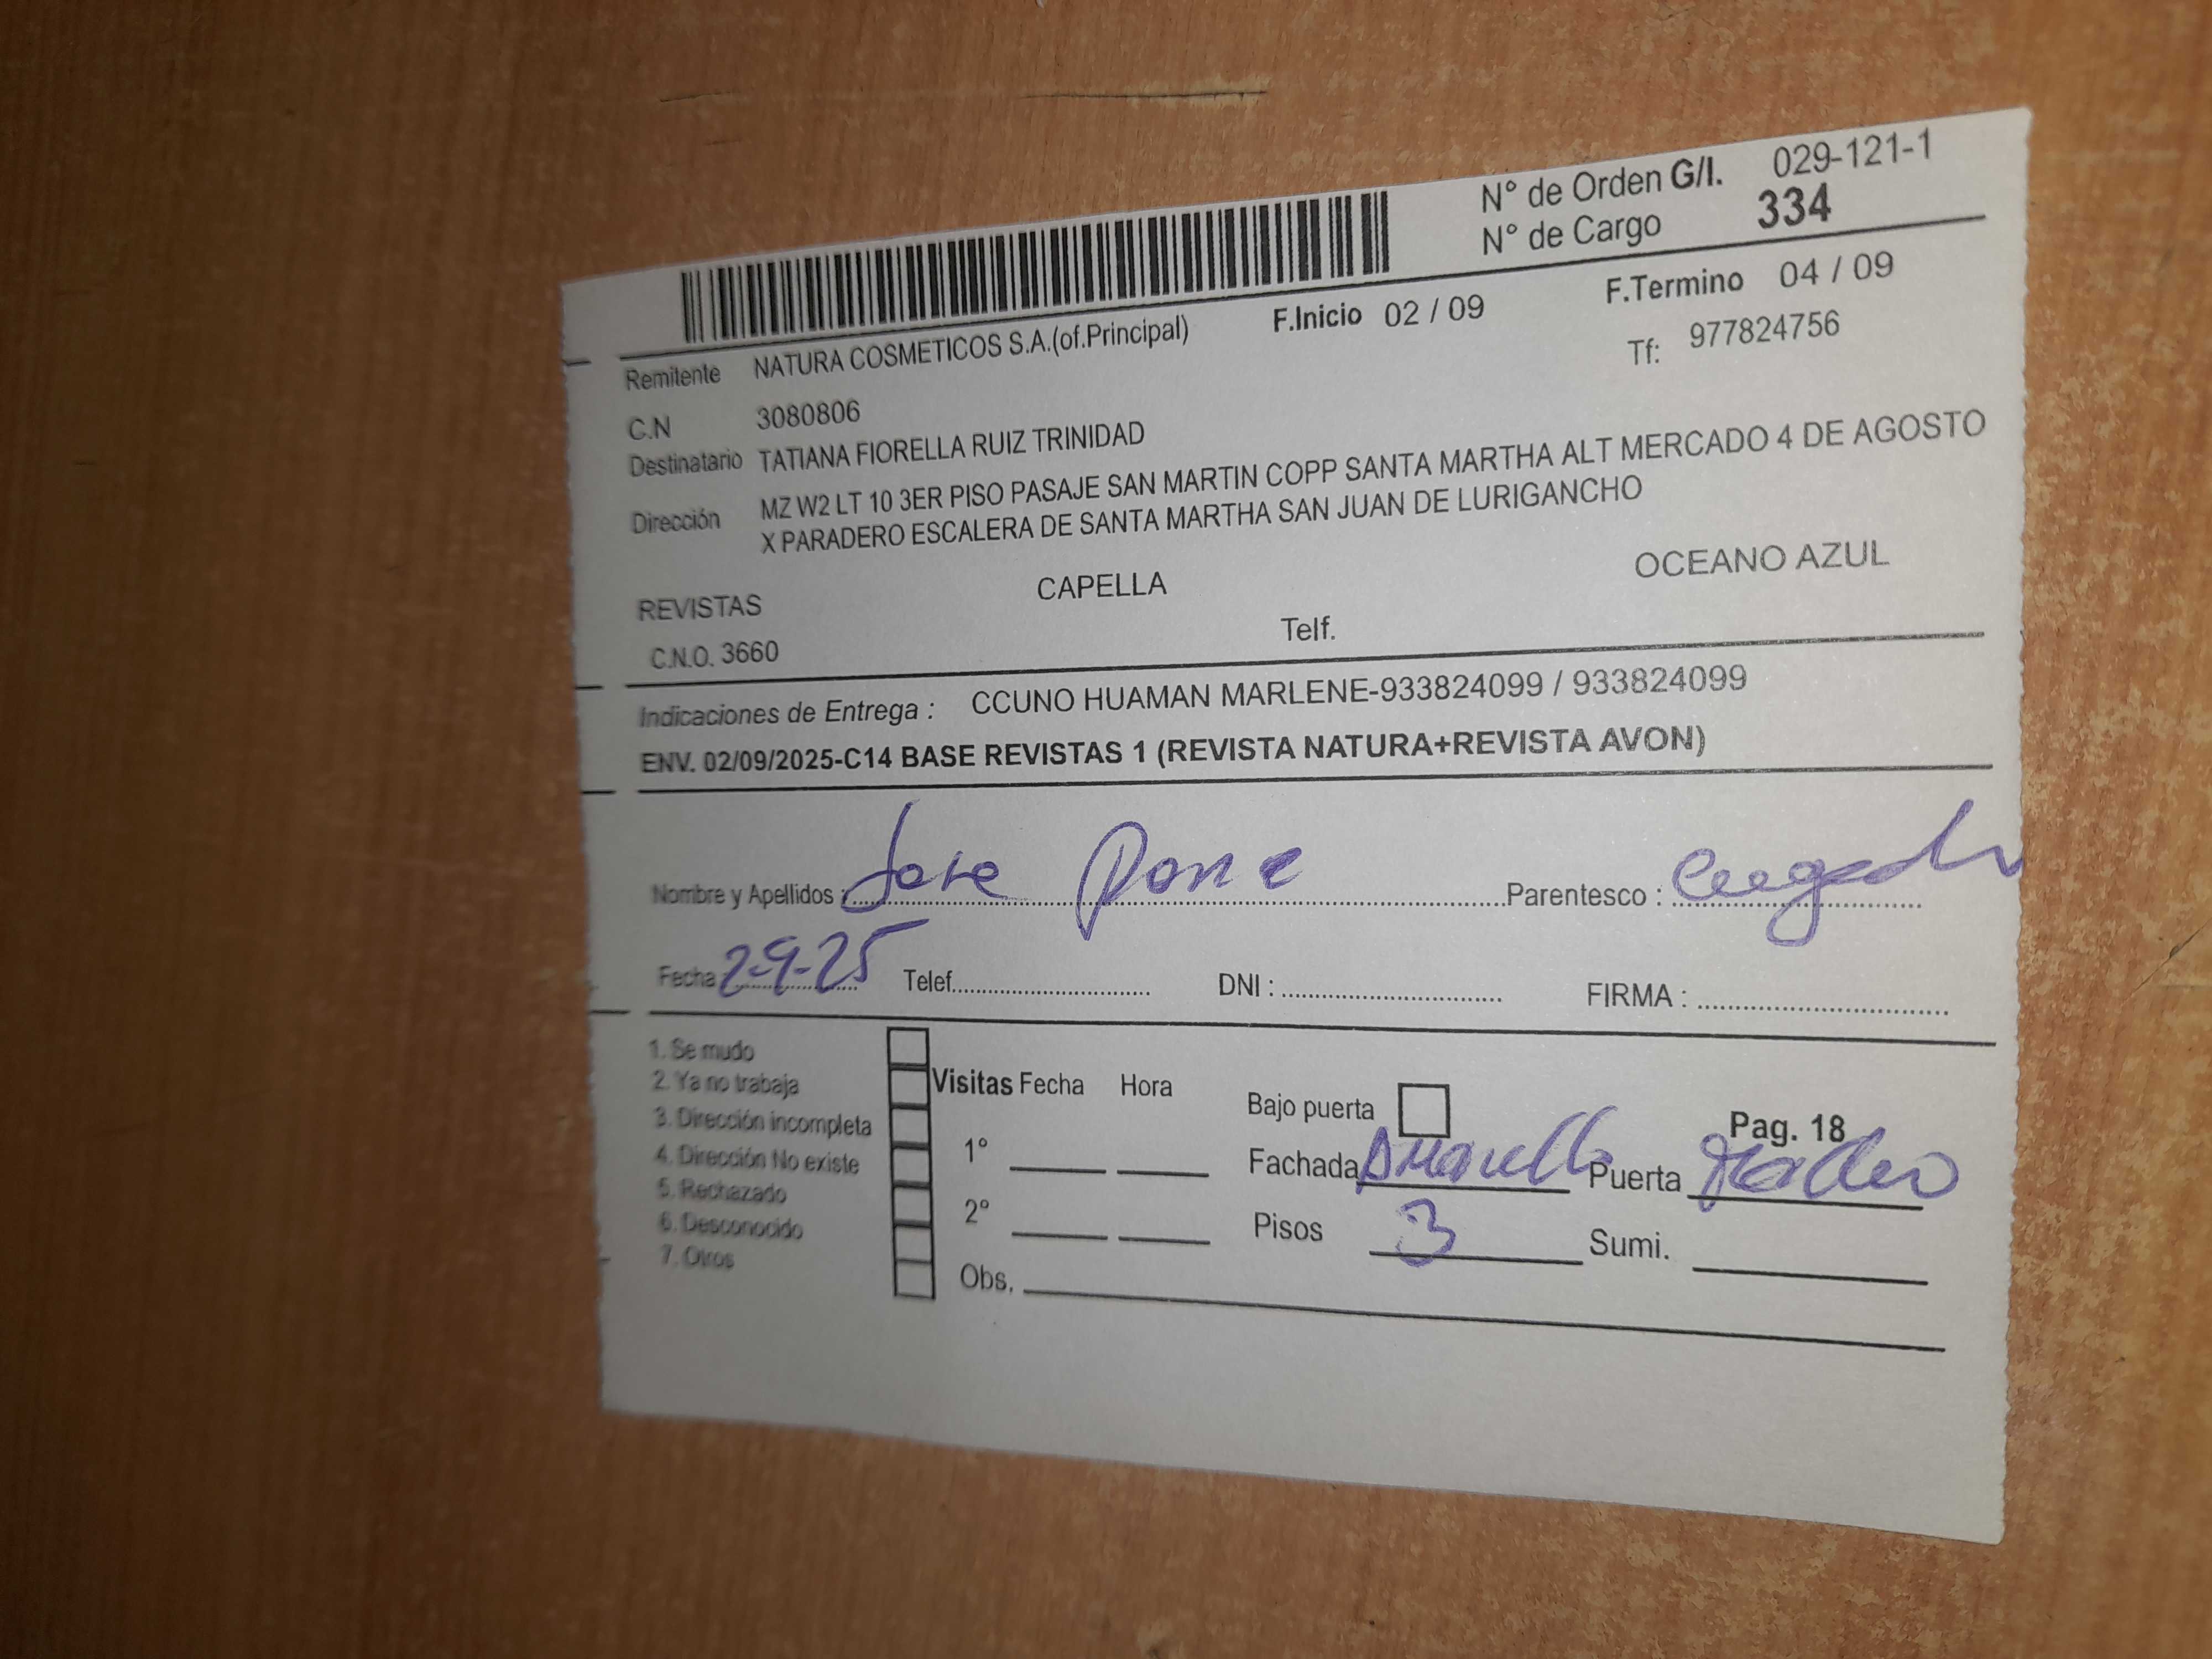 N° de Orden G/I. 029-121-1
N° de Cargo 334
F.Inicio 02 / 09 F.Termino 04 / 09
Remitente NATURA COSMETICOS S.A.(of.Principal) Tf: 977824756
C.N 3080806
Destinatario TATIANA FIORELLA RUIZ TRINIDAD
Dirección MZ W2 LT 10 3ER PISO PASAJE SAN MARTIN COPP SANTA MARTHA ALT MERCADO 4 DE AGOSTO
X PARADERO ESCALERA DE SANTA MARTHA SAN JUAN DE LURIGANCHO
REVISTAS CAPELLA OCEANO AZUL
C.N.O. 3660 Telf.
Indicaciones de Entrega : CCUNO HUAMAN MARLENE-933824099 / 933824099
ENV. 02/09/2025-C14 BASE REVISTAS 1 (REVISTA NATURA+REVISTA AVON)
Nombre y Apellidos : Jose Parentesco :
Fecha 2-9-25 Telef. DNI : FIRMA :
1. Se mudo
2. Ya no trabaja
3. Dirección incompleta
4. Dirección No existe
5. Rechazado
6. Desconocido
7. Otros
Visitas Fecha Hora
1°
2°
Obs.
Bajo puerta Pag. 18
Fachada Amarillo Puerta
Pisos 3 Sumi.